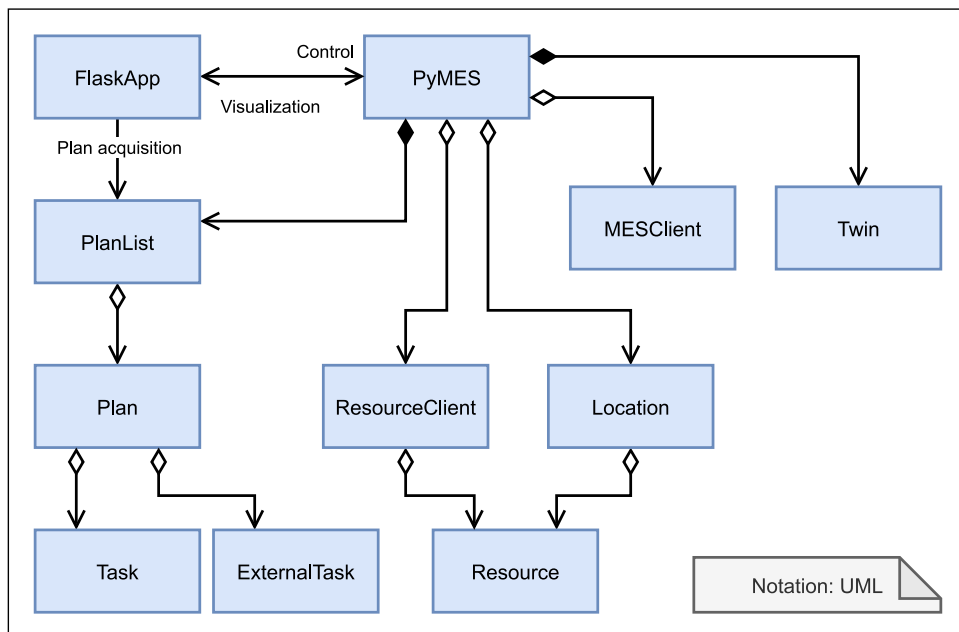 Control
FlaskApp
PyMES
Visualization
Plan acquisition
PlanList
MESClient
Twin
Plan
ResourceClient
Location
Task
ExternalTask
Resource
Notation: UML